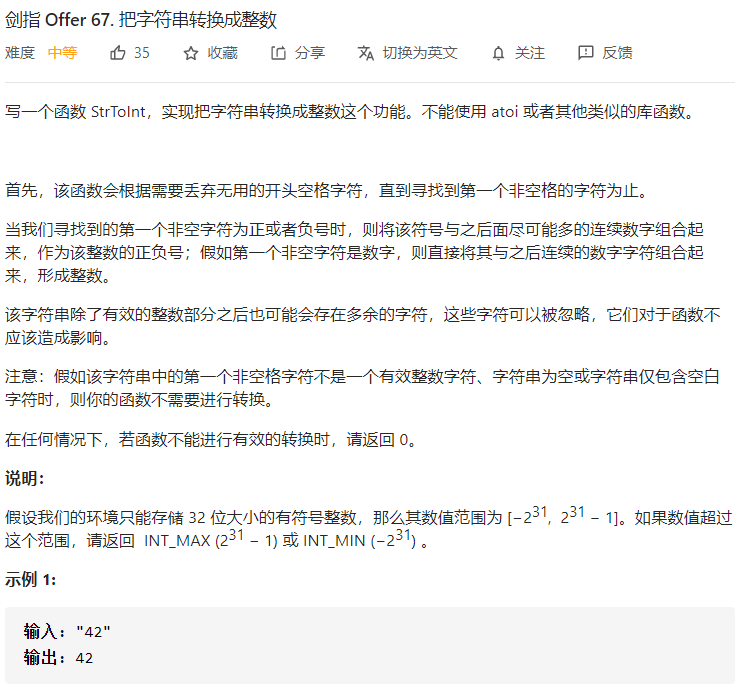 剑指 Offer 67. 把字符串转换成整数
难度 中等 35 收藏 分享 切换为英文 关注 反馈
写一个函数 StrToInt，实现把字符串转换成整数这个功能。不能使用 atoi 或者其他类似的库函数。
首先，该函数会根据需要丢弃无用的开头空格字符，直到寻找到第一个非空格的字符为止。
当我们寻找到的第一个非空字符为正或者负号时，则将该符号与之后面尽可能多的连续数字组合起
来，作为该整数的正负号；假如第一个非空字符是数字，则直接将其与之后连续的数字字符组合起
来，形成整数。
该字符串除了有效的整数部分之后也可能会存在多余的字符，这些字符可以被忽略，它们对于函数不
应该造成影响。
注意：假如该字符串中的第一个非空格字符不是一个有效整数字符、字符串为空或字符串仅包含空白
字符时，则你的函数不需要进行转换。
在任何情况下，若函数不能进行有效的转换时，请返回 0。
说明：
假设我们的环境只能存储 32 位大小的有符号整数，那么其数值范围为 [−2³¹, 2³¹ − 1]。如果数值超过
这个范围，请返回 INT_MAX (2³¹ − 1) 或 INT_MIN (−2³¹) 。
示例 1:
输入："42"
输出：42